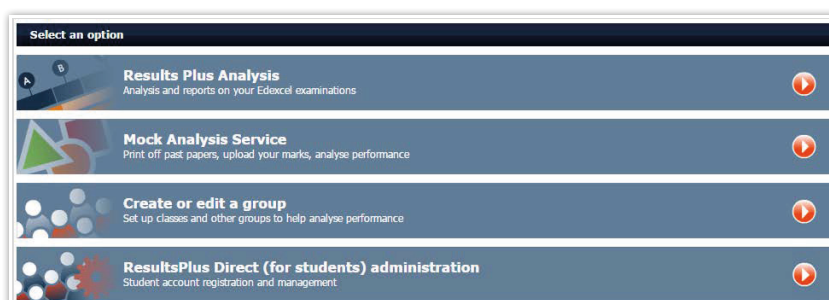 Select an option
A
B
Results Plus Analysis
Analysis and reports on your Edexcel examinations
Mock Analysis Service
Print off past papers, upload your marks, analyse performance
Create or edit a group
Set up classes and other groups to help analyse performance
ResultsPlus Direct (for students) administration
Student account registration and management